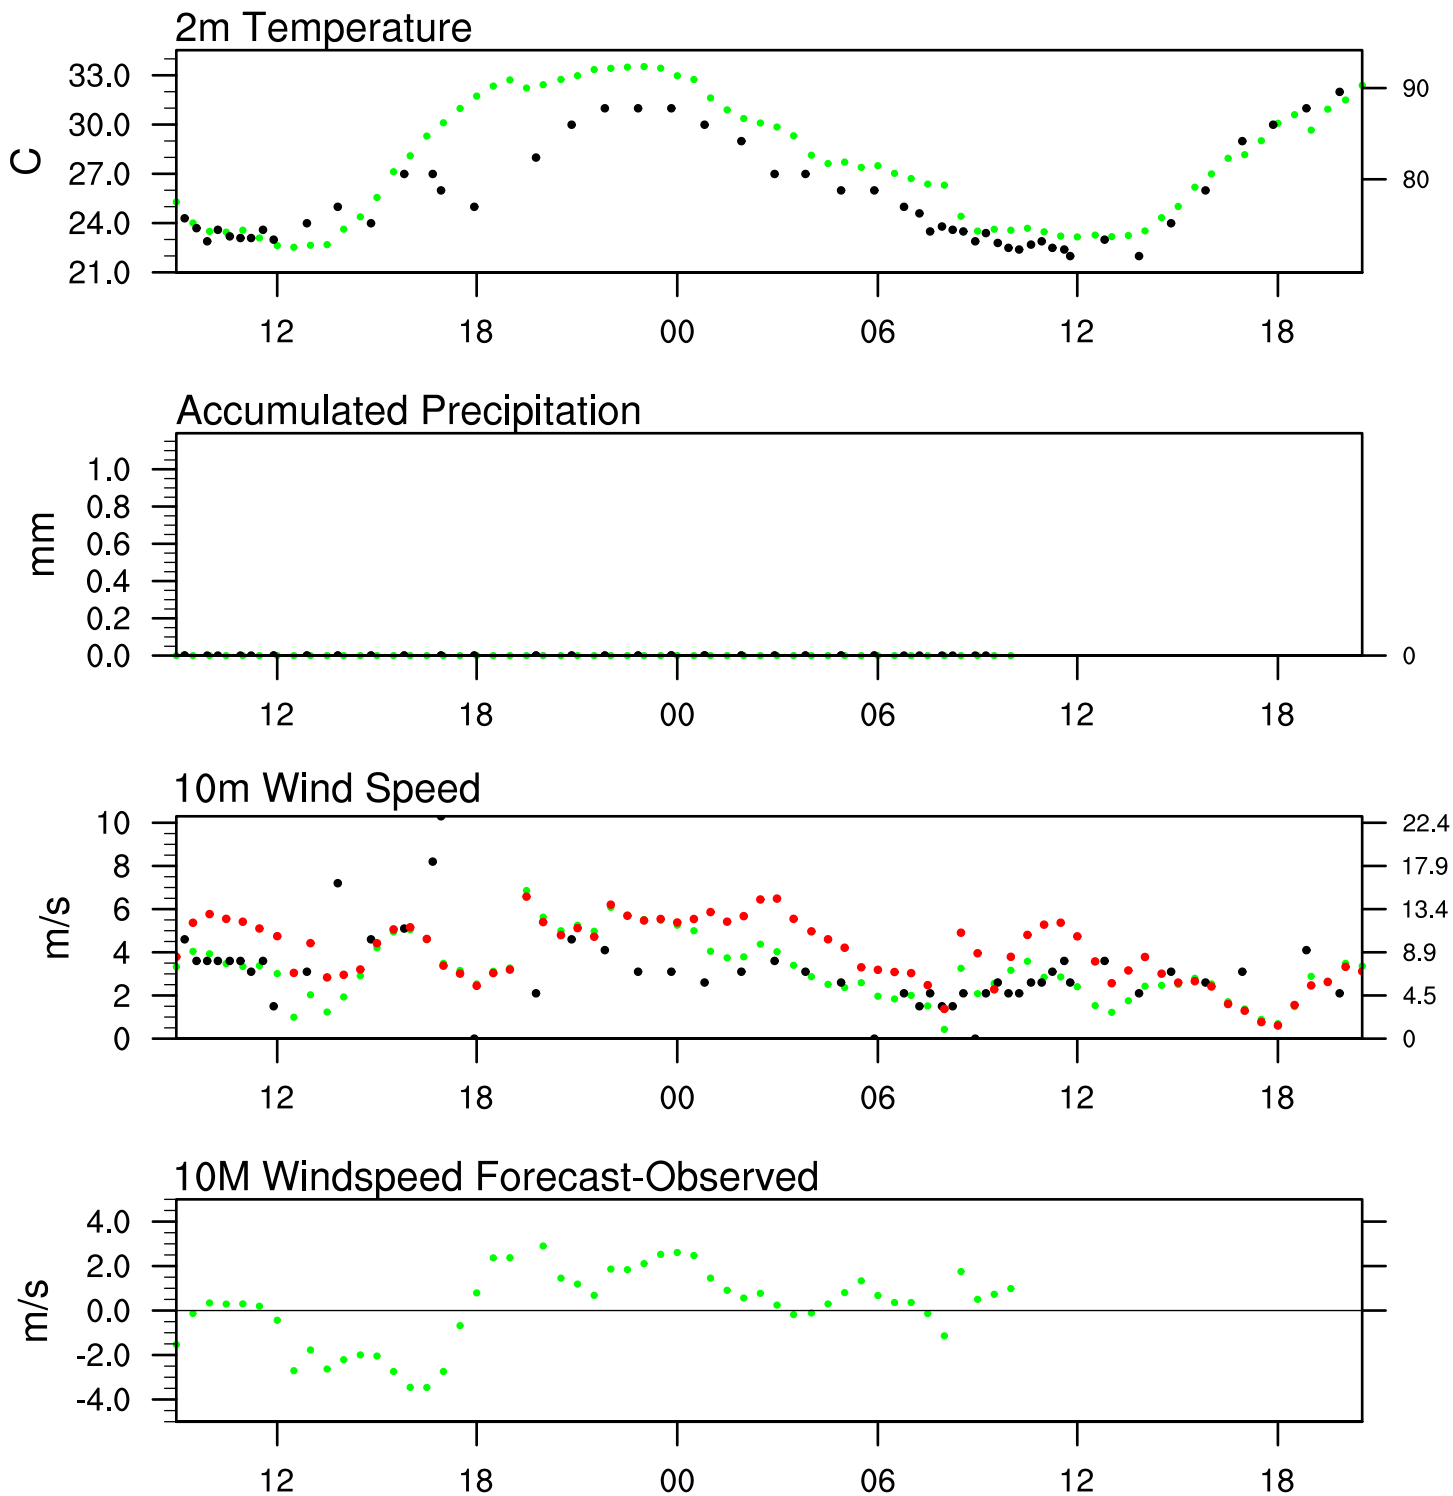 2m Temperature
33.0
30.0
27.0
24.0
21.0
C
90
80
12 18 00 06 12 18
Accumulated Precipitation
1.0
0.8
0.6
0.4
0.2
0.0
mm
0
12 18 00 06 12 18
10m Wind Speed
10
8
6
4
2
0
m/s
22.4
17.9
13.4
8.9
4.5
0
12 18 00 06 12 18
10M Windspeed Forecast-Observed
4.0
2.0
0.0
-2.0
-4.0
m/s
12 18 00 06 12 18